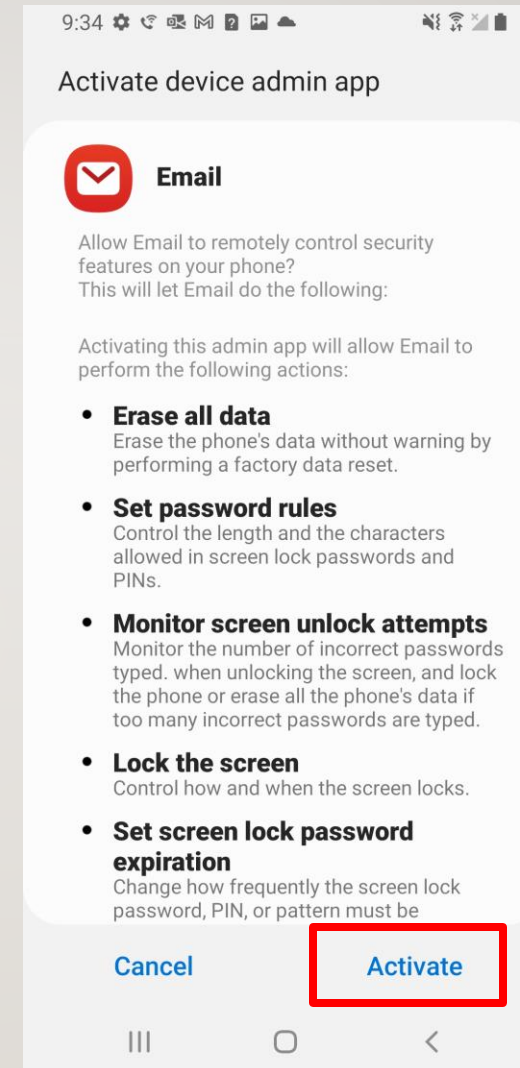 9:34
Activate device admin app
Email
Allow Email to remotely control security
features on your phone?
This will let Email do the following:
Activating this admin app will allow Email to
perform the following actions:
• Erase all data
Erase the phone's data without warning by
performing a factory data reset.
• Set password rules
Control the length and the characters
allowed in screen lock passwords and
PINs.
• Monitor screen unlock attempts
Monitor the number of incorrect passwords
typed. when unlocking the screen, and lock
the phone or erase all the phone's data if
too many incorrect passwords are typed.
• Lock the screen
Control how and when the screen locks.
• Set screen lock password
expiration
Change how frequently the screen lock
password, PIN, or pattern must be
Cancel Activate